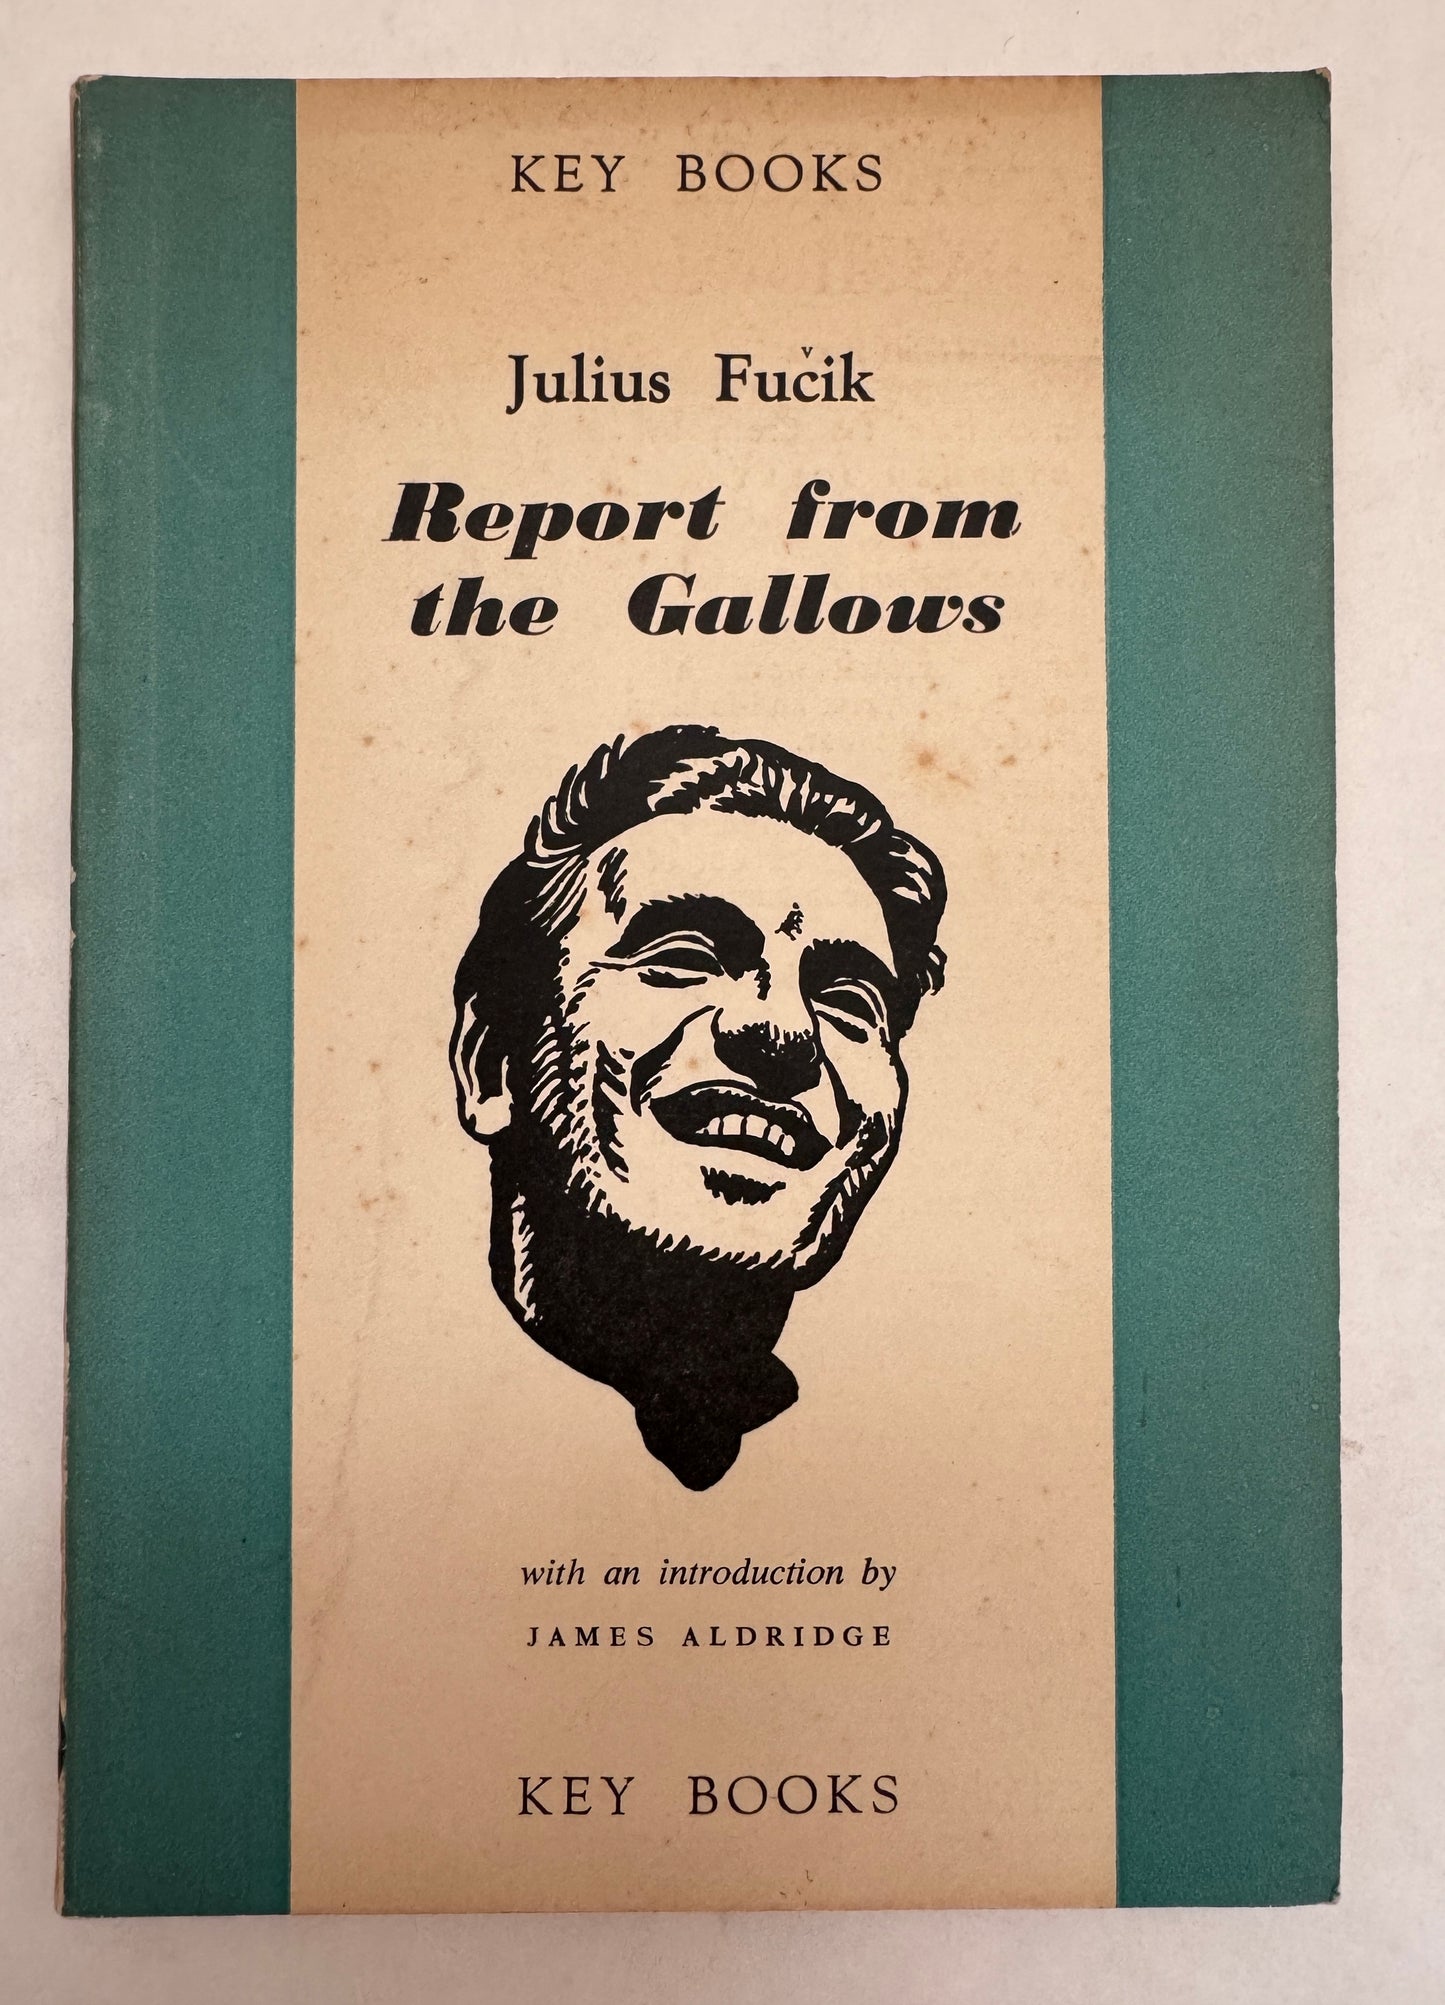 KEY BOOKS
Julius Fučik
Report from
the Gallows
with an introduction by
JAMES ALDRIDGE
KEY BOOKS